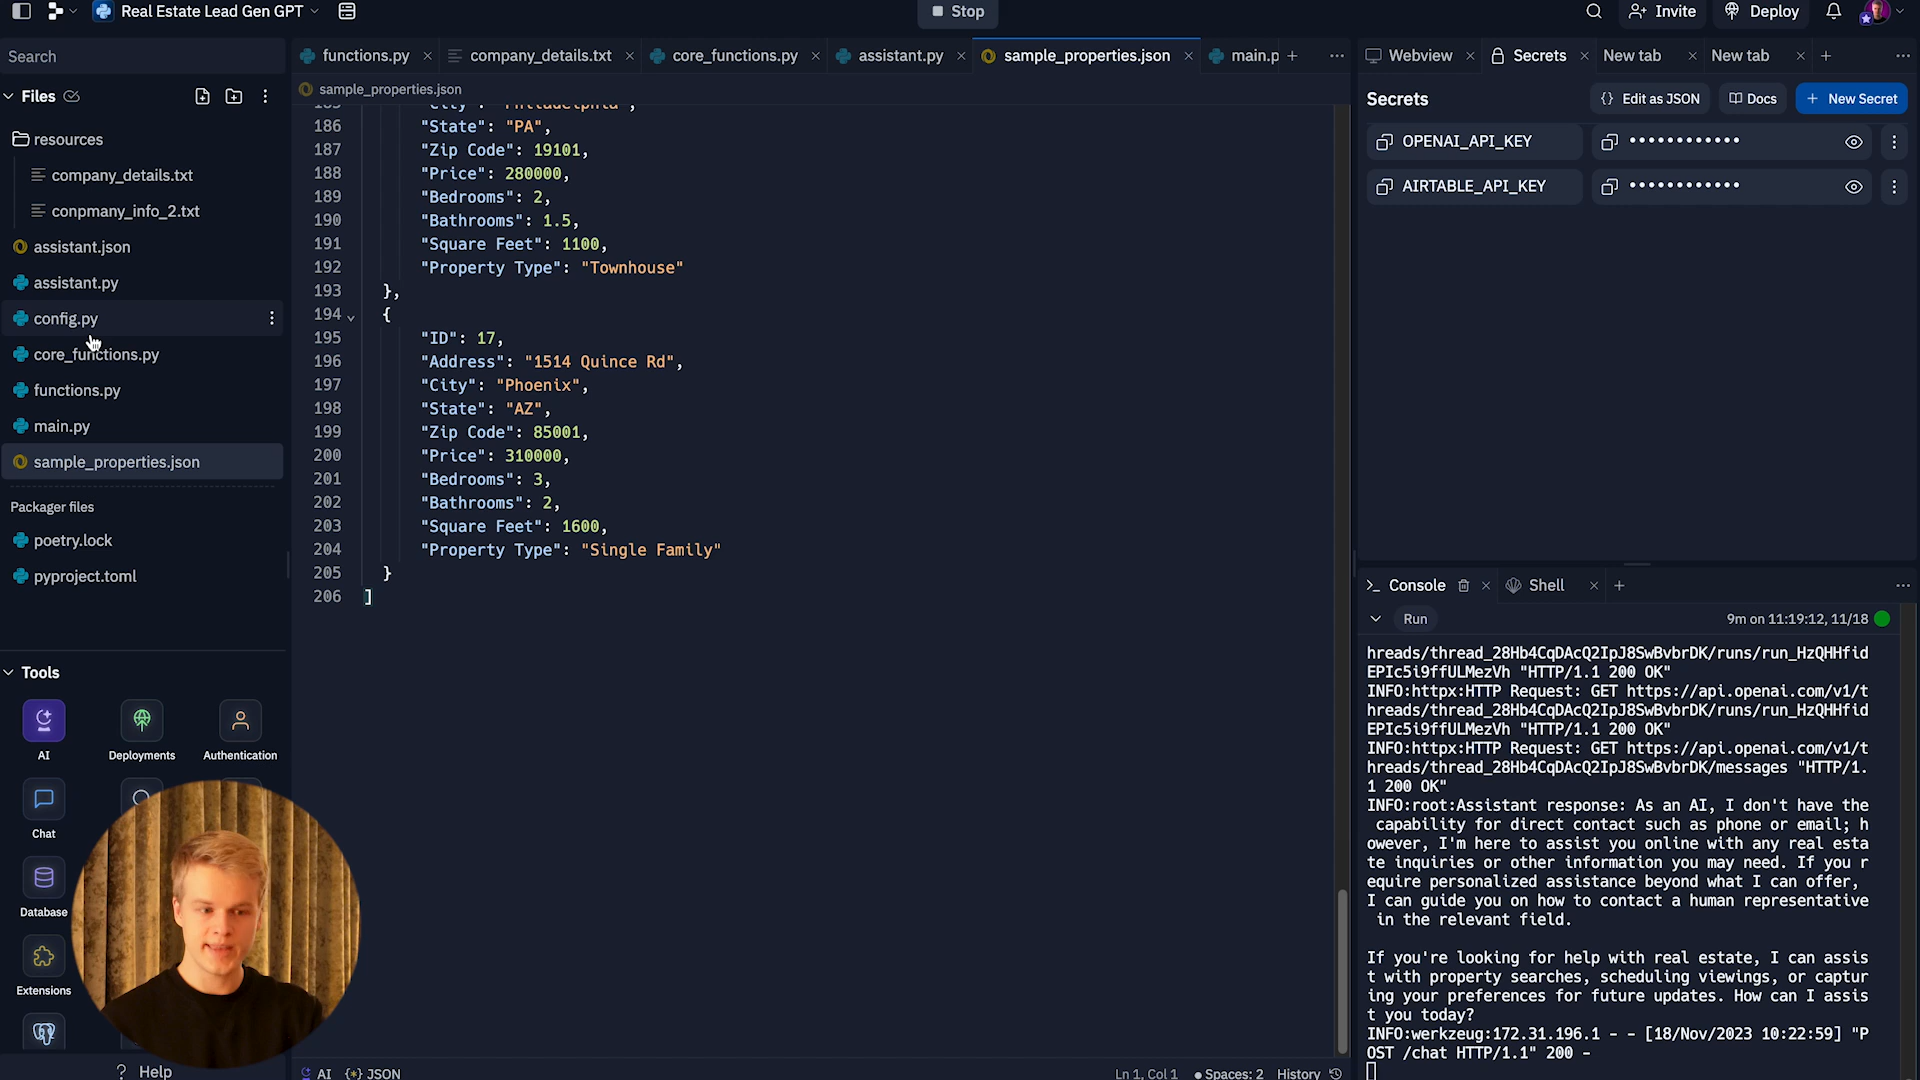 Real Estate Lead Gen GPT
Stop
Invite
Deploy
Search
Files
resources
company_details.txt
conpmany_info_2.txt
assistant.json
assistant.py
config.py
core_functions.py
functions.py
main.py
sample_properties.json
Packager files
poetry.lock
pyproject.toml
Tools
AI
Deployments
Authentication
Chat
Database
Extensions
? Help
functions.py
company_details.txt
core_functions.py
assistant.py
sample_properties.json
main.p
sample_properties.json
186 "State": "PA",
187 "Zip Code": 19101,
188 "Price": 280000,
189 "Bedrooms": 2,
190 "Bathrooms": 1.5,
191 "Square Feet": 1100,
192 "Property Type": "Townhouse"
193 },
194 {
195 "ID": 17,
196 "Address": "1514 Quince Rd",
197 "City": "Phoenix",
198 "State": "AZ",
199 "Zip Code": 85001,
200 "Price": 310000,
201 "Bedrooms": 3,
202 "Bathrooms": 2,
203 "Square Feet": 1600,
204 "Property Type": "Single Family"
205 }
206 ]
AI {} JSON
Ln 1, Col 1
Spaces: 2
History
Webview
Secrets
New tab
New tab
Secrets
{} Edit as JSON
Docs
+ New Secret
OPENAI_API_KEY ••••••••••••
AIRTABLE_API_KEY ••••••••••••
Console
Shell
Run
9m on 11:19:12, 11/18
hreads/thread_28Hb4CqDAcQ2IpJ8SwBvbrDK/runs/run_HzQHHfid
EPIc5i9ffULMezVh "HTTP/1.1 200 OK"
INFO:httpx:HTTP Request: GET https://api.openai.com/v1/t
hreads/thread_28Hb4CqDAcQ2IpJ8SwBvbrDK/runs/run_HzQHHfid
EPIc5i9ffULMezVh "HTTP/1.1 200 OK"
INFO:httpx:HTTP Request: GET https://api.openai.com/v1/t
hreads/thread_28Hb4CqDAcQ2IpJ8SwBvbrDK/messages "HTTP/1.
1 200 OK"
INFO:root:Assistant response: As an AI, I don't have the
capability for direct contact such as phone or email; h
owever, I'm here to assist you online with any real esta
te inquiries or other information you may need. If you r
equire personalized assistance beyond what I can offer,
I can guide you on how to contact a human representative
in the relevant field.
If you're looking for help with real estate, I can assis
t with property searches, scheduling viewings, or captur
ing your preferences for future updates. How can I assis
t you today?
INFO:werkzeug:172.31.196.1 - - [18/Nov/2023 10:22:59] "P
OST /chat HTTP/1.1" 200 -